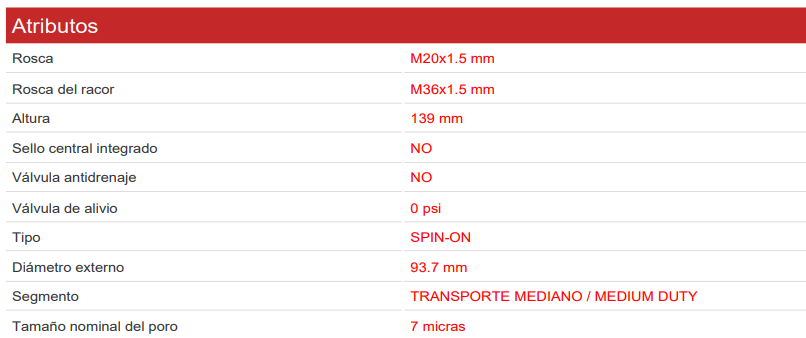 Atributos
Rosca M20x1.5 mm
Rosca del racor M36x1.5 mm
Altura 139 mm
Sello central integrado NO
Válvula antidrenaje NO
Válvula de alivio 0 psi
Tipo SPIN-ON
Diámetro externo 93.7 mm
Segmento TRANSPORTE MEDIANO / MEDIUM DUTY
Tamaño nominal del poro 7 micras